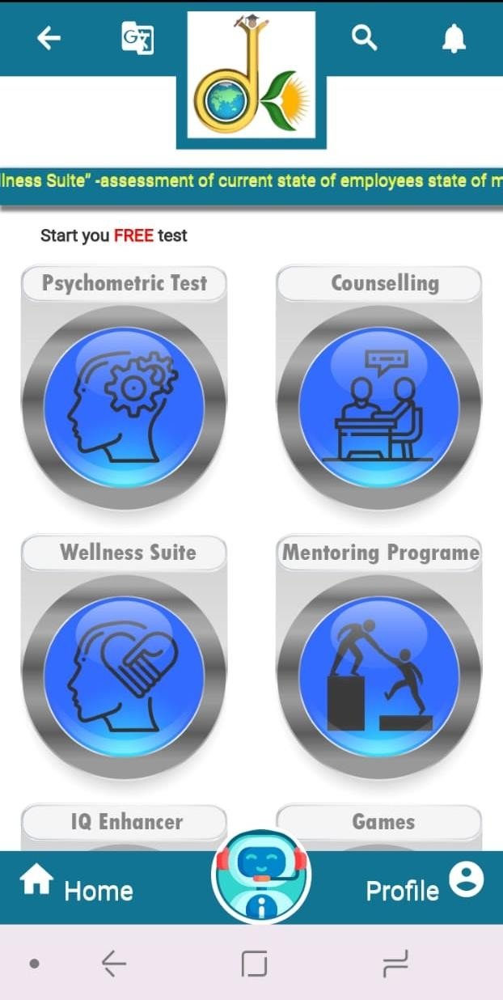 llness Suite" -assessment of current state of employees state of m
Start you FREE test
Psychometric Test
Counselling
Wellness Suite
Mentoring Programe
IQ Enhancer
Games
Home
Profile